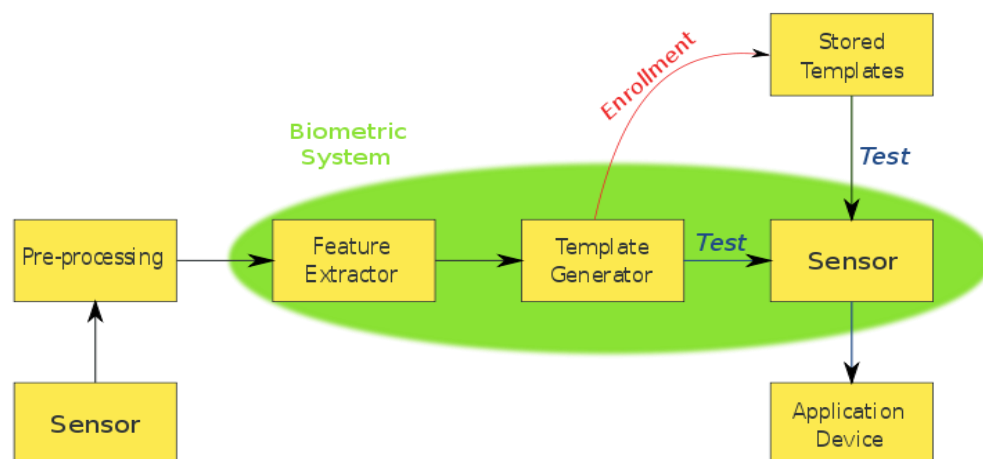 Stored
Templates
Enrollment
Biometric
System
Test
Pre-processing
Feature
Extractor
Template
Generator
Test
Sensor
Sensor
Application
Device